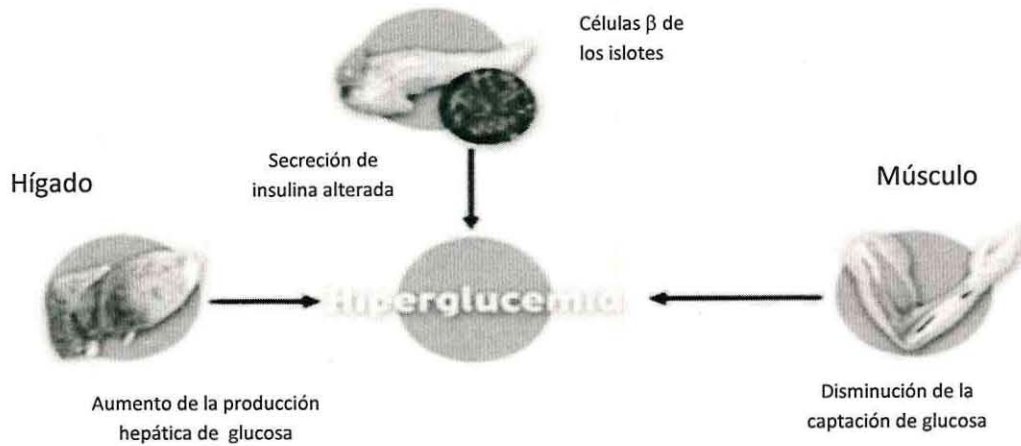 Células β de
los islotes
Secreción de
insulina alterada
Hígado
Músculo
Hiperglucemia
Aumento de la producción
hepática de glucosa
Disminución de la
captación de glucosa